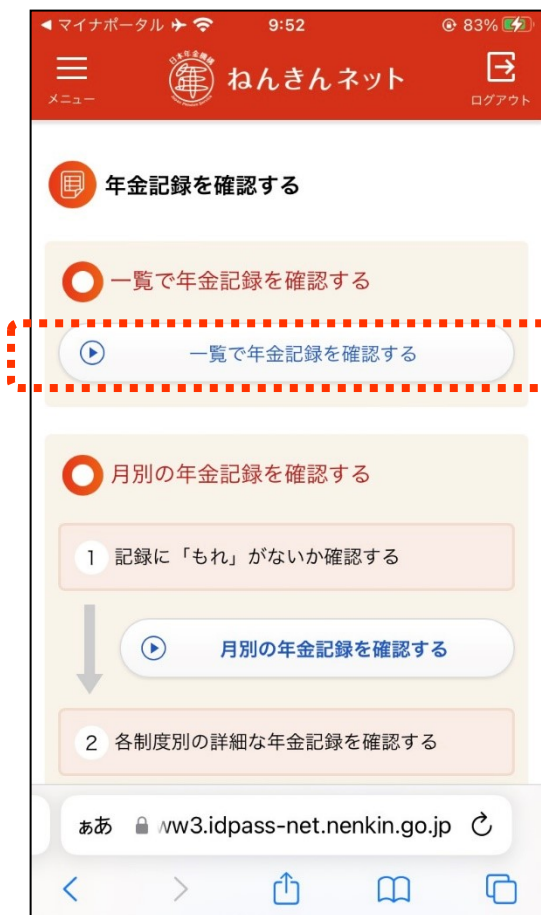 ◀ マイナポータル 9:52 83%
メニュー
ねんきんネット
ログアウト
年金記録を確認する
一覧で年金記録を確認する
一覧で年金記録を確認する
月別の年金記録を確認する
1 記録に「もれ」がないか確認する
月別の年金記録を確認する
2 各制度別の詳細な年金記録を確認する
ぁあ ww3.idpass-net.nenkin.go.jp